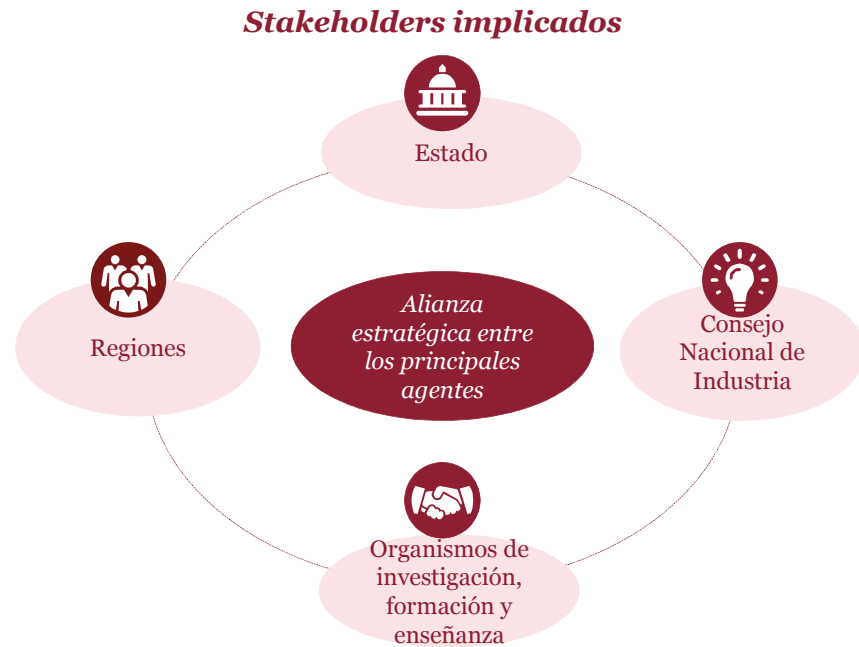 Stakeholders implicados
Estado
Regiones
Alianza
estratégica entre
los principales
agentes
Consejo
Nacional de
Industria
Organismos de
investigación,
formación y
enseñanza